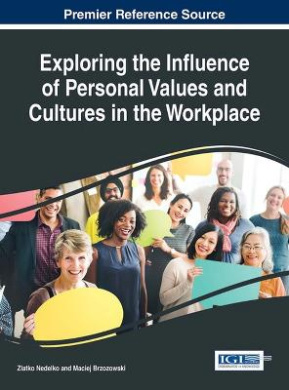 Premier Reference Source
Exploring the Influence
of Personal Values and
Cultures in the Workplace
Zlatko Nedelko and Maciej Brzozowski
IGI